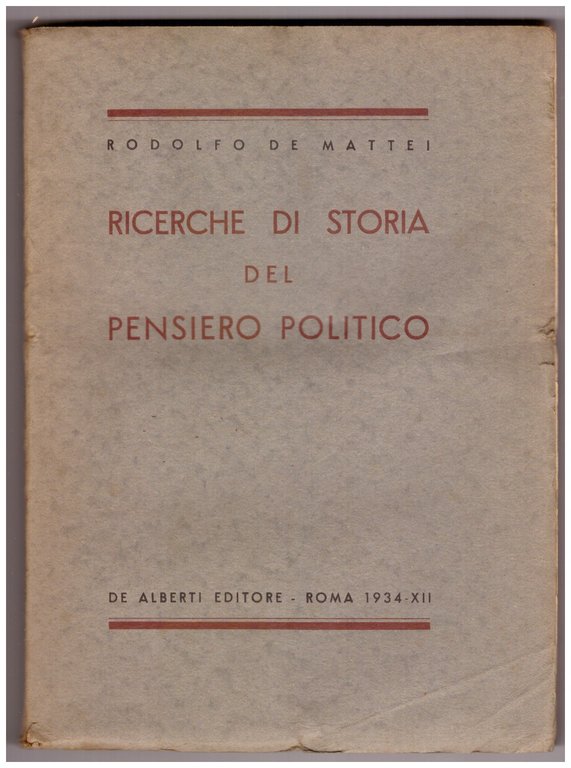 RODOLFO DE MATTEI
RICERCHE DI STORIA
DEL
PENSIERO POLITICO
DE ALBERTI EDITORE - ROMA 1934-XII